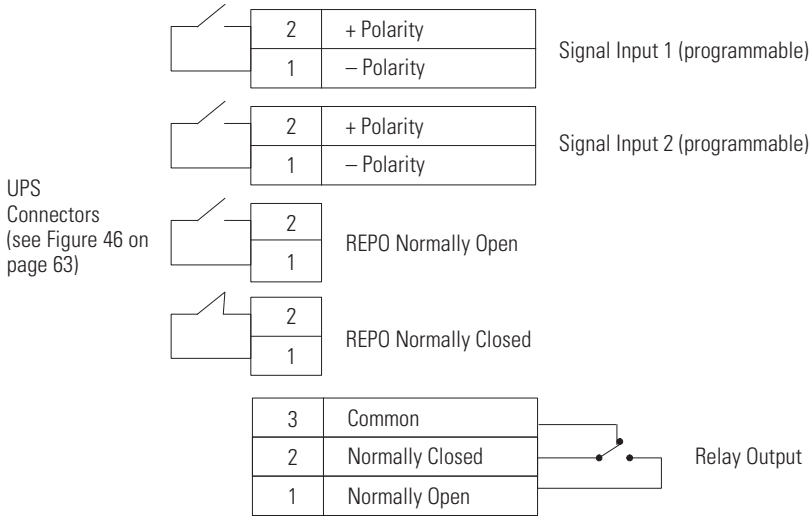 2 + Polarity
1 – Polarity
Signal Input 1 (programmable)
2 + Polarity
1 – Polarity
Signal Input 2 (programmable)
UPS
Connectors
(see Figure 46 on
page 63)
2
1
REPO Normally Open
2
1
REPO Normally Closed
3 Common
2 Normally Closed
1 Normally Open
Relay Output